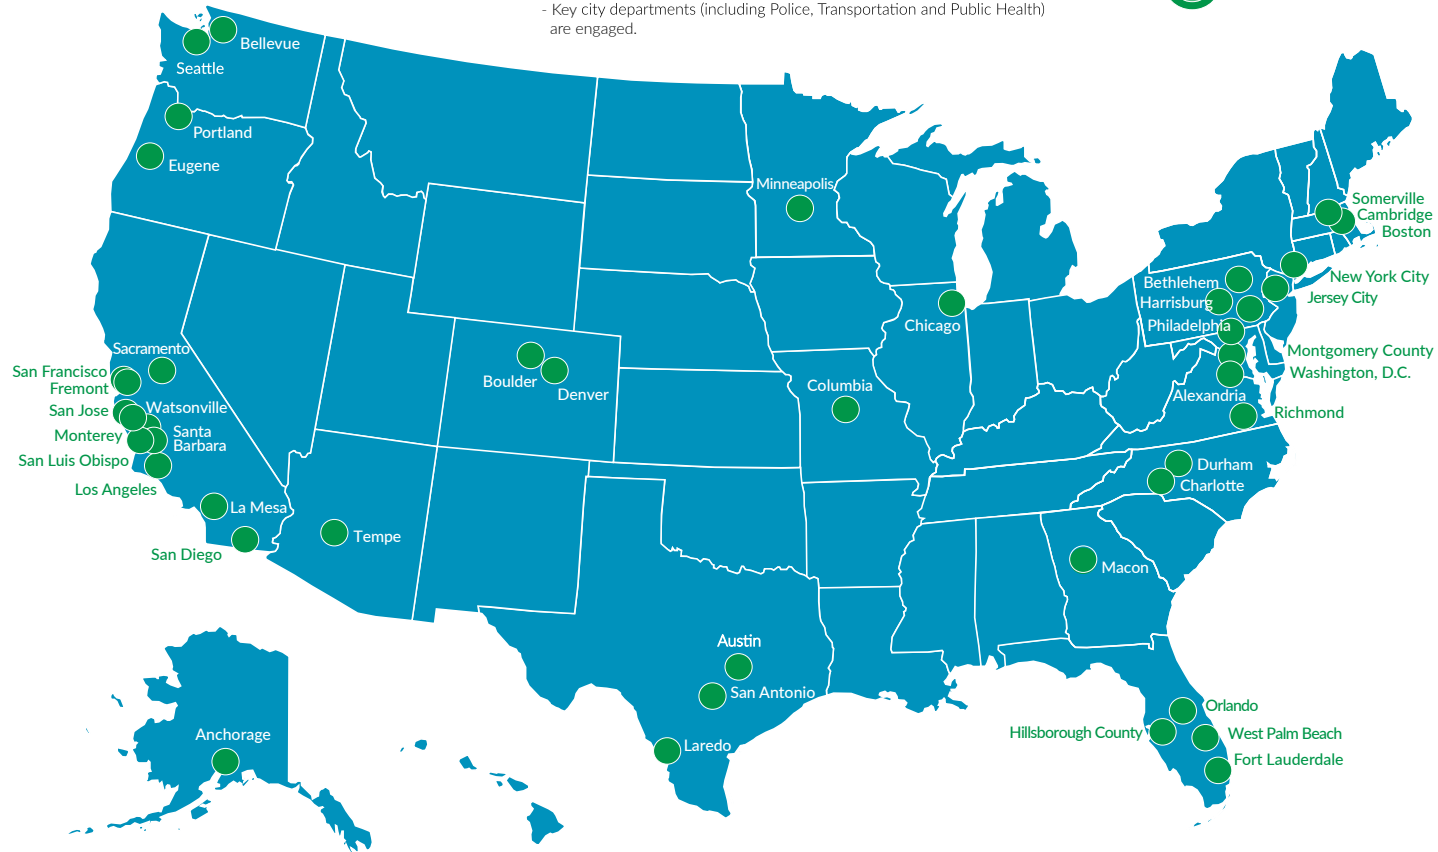 - Key city departments (including Police, Transportation and Public Health)
are engaged.
Bellevue
Seattle
Portland
Eugene
Minneapolis
Somerville
Cambridge
Boston
New York City
Bethlehem
Jersey City
Harrisburg
Philadelphia
Chicago
Sacramento
Montgomery County
San Francisco
Washington, D.C.
Boulder
Fremont
Denver
Columbia
Alexandria
San Jose
Watsonville
Richmond
Monterey
Santa
Barbara
San Luis Obispo
Durham
Los Angeles
Charlotte
La Mesa
Tempe
San Diego
Macon
Austin
San Antonio
Orlando
Hillsborough County
West Palm Beach
Anchorage
Laredo
Fort Lauderdale